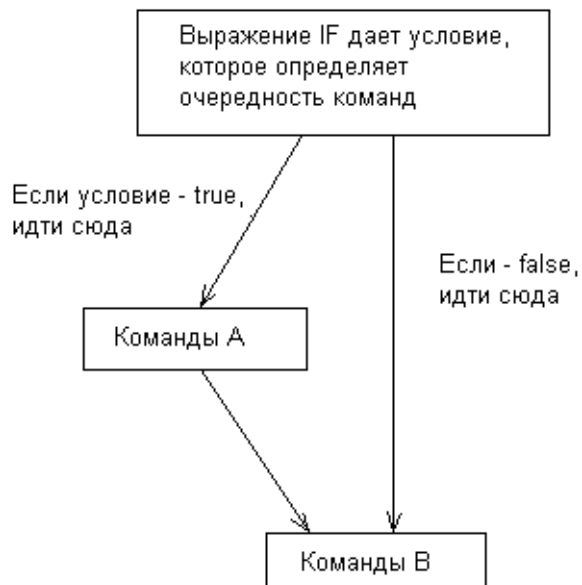 Выражение IF дает условие,
которое определяет
очередность команд
Если условие - true,
идти сюда
Если - false,
идти сюда
Команды А
Команды В